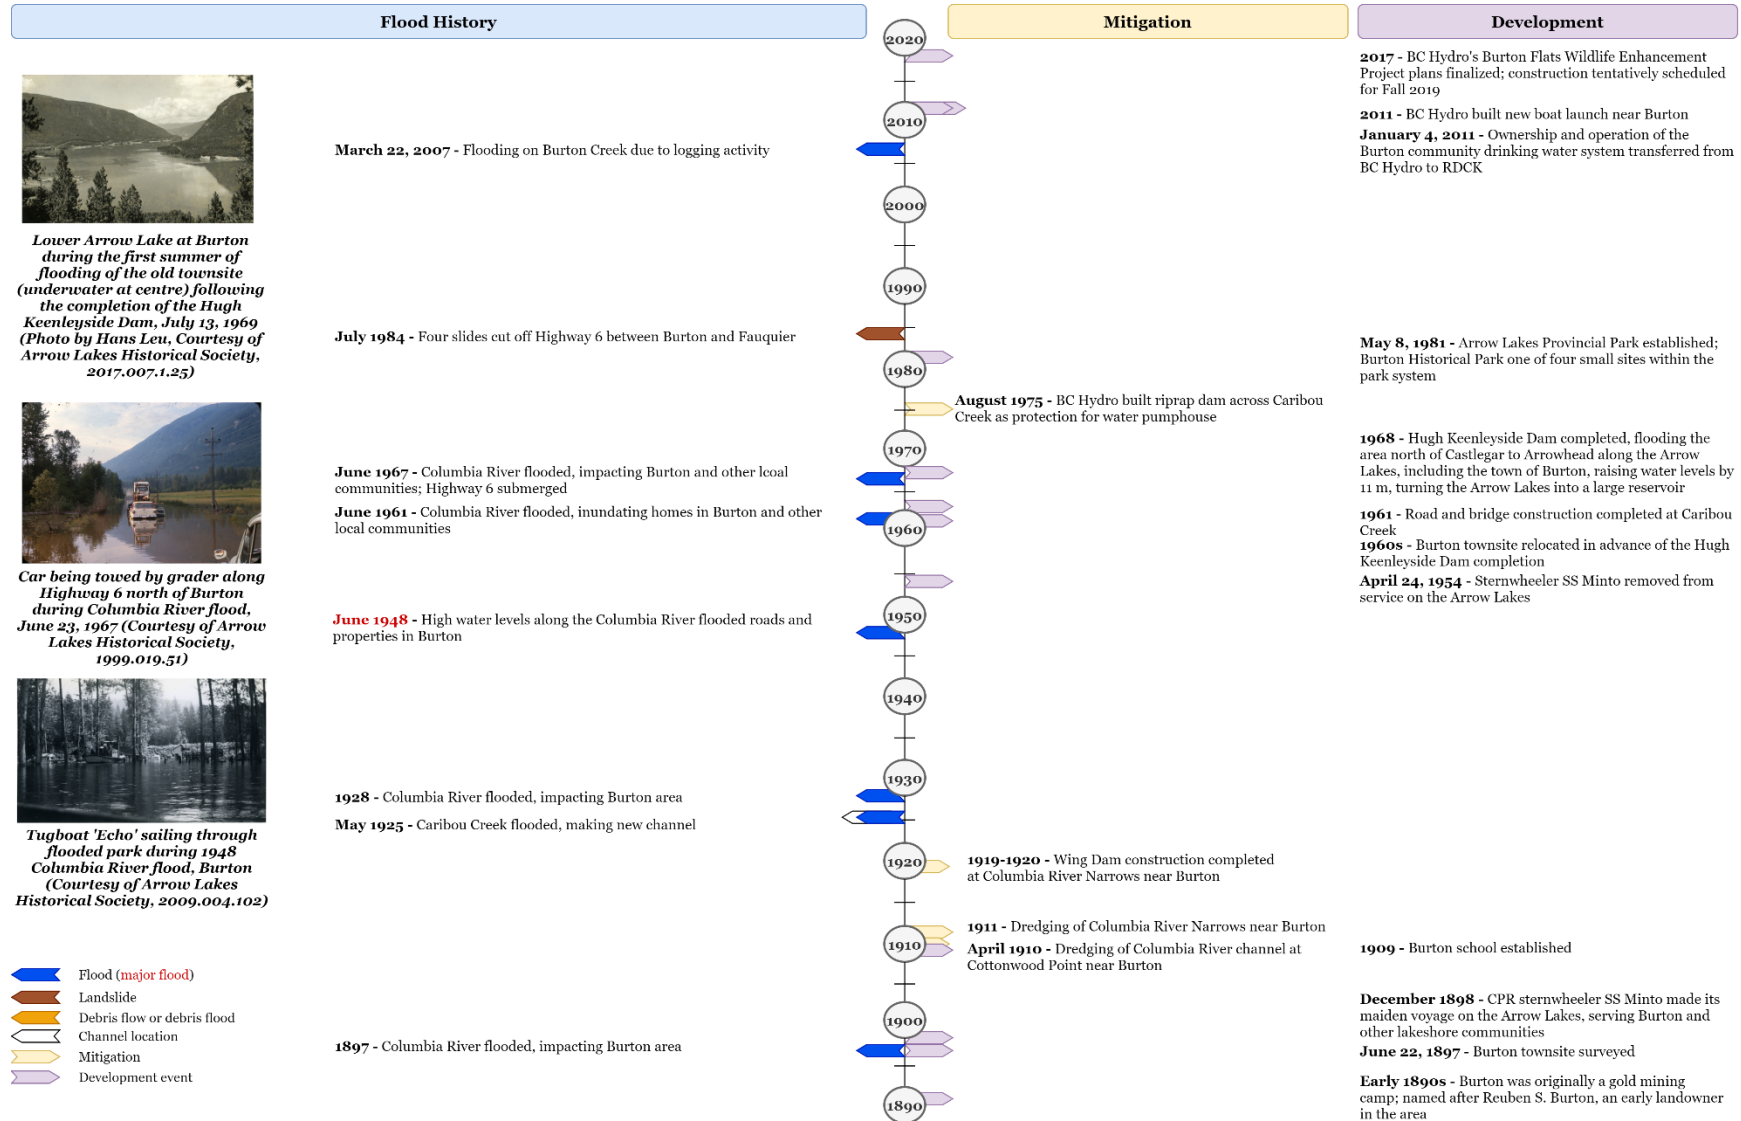 Flood History
Mitigation
Development
Lower Arrow Lake at Burton
during the first summer of
flooding of the old townsite
(underwater at centre) following
the completion of the Hugh
Keenleyside Dam, July 13, 1969
(Photo by Hans Leu, Courtesy of
Arrow Lakes Historical Society,
2017.007.1.25)
Car being towed by grader along
Highway 6 north of Burton
during Columbia River flood,
June 23, 1967 (Courtesy of Arrow
Lakes Historical Society,
1999.019.51)
Tugboat 'Echo' sailing through
flooded park during 1948
Columbia River flood, Burton
(Courtesy of Arrow Lakes
Historical Society, 2009.004.102)
Flood (major flood)
Landslide
Debris flow or debris flood
Channel location
Mitigation
Development event
March 22, 2007 - Flooding on Burton Creek due to logging activity
July 1984 - Four slides cut off Highway 6 between Burton and Fauquier
June 1967 - Columbia River flooded, impacting Burton and other lcoal
communities; Highway 6 submerged
June 1961 - Columbia River flooded, inundating homes in Burton and other
local communities
June 1948 - High water levels along the Columbia River flooded roads and
properties in Burton
1928 - Columbia River flooded, impacting Burton area
May 1925 - Caribou Creek flooded, making new channel
1897 - Columbia River flooded, impacting Burton area
2020
2010
2000
1990
1980
1970
1960
1950
1940
1930
1920
1910
1900
1890
August 1975 - BC Hydro built riprap dam across Caribou
Creek as protection for water pumphouse
1919-1920 - Wing Dam construction completed
at Columbia River Narrows near Burton
1911 - Dredging of Columbia River Narrows near Burton
April 1910 - Dredging of Columbia River channel at
Cottonwood Point near Burton
2017 - BC Hydro's Burton Flats Wildlife Enhancement
Project plans finalized; construction tentatively scheduled
for Fall 2019
2011 - BC Hydro built new boat launch near Burton
January 4, 2011 - Ownership and operation of the
Burton community drinking water system transferred from
BC Hydro to RDCK
May 8, 1981 - Arrow Lakes Provincial Park established;
Burton Historical Park one of four small sites within the
park system
1968 - Hugh Keenleyside Dam completed, flooding the
area north of Castlegar to Arrowhead along the Arrow
Lakes, including the town of Burton, raising water levels by
11 m, turning the Arrow Lakes into a large reservoir
1961 - Road and bridge construction completed at Caribou
Creek
1960s - Burton townsite relocated in advance of the Hugh
Keenleyside Dam completion
April 24, 1954 - Sternwheeler SS Minto removed from
service on the Arrow Lakes
1909 - Burton school established
December 1898 - CPR sternwheeler SS Minto made its
maiden voyage on the Arrow Lakes, serving Burton and
other lakeshore communities
June 22, 1897 - Burton townsite surveyed
Early 1890s - Burton was originally a gold mining
camp; named after Reuben S. Burton, an early landowner
in the area